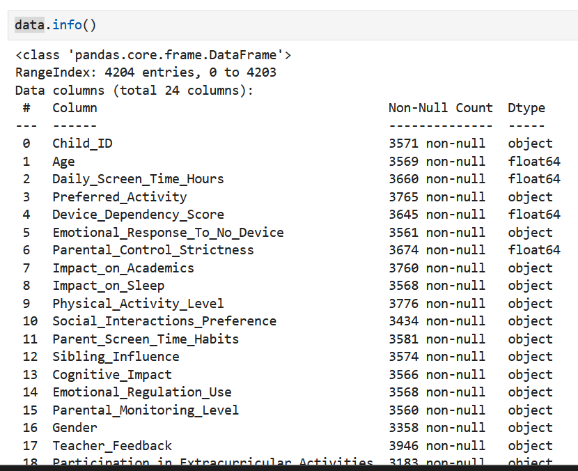 data.info()
<class 'pandas.core.frame.DataFrame'>
RangeIndex: 4204 entries, 0 to 4203
Data columns (total 24 columns):
 #   Column                                    Non-Null Count  Dtype
---  ------                                    --------------  -----
 0   Child_ID                                  3571 non-null   object
 1   Age                                       3569 non-null   float64
 2   Daily_Screen_Time_Hours                   3660 non-null   float64
 3   Preferred_Activity                        3765 non-null   object
 4   Device_Dependency_Score                   3645 non-null   float64
 5   Emotional_Response_To_No_Device           3561 non-null   object
 6   Parental_Control_Strictness               3674 non-null   float64
 7   Impact_on_Academics                       3760 non-null   object
 8   Impact_on_Sleep                           3568 non-null   object
 9   Physical_Activity_Level                   3776 non-null   object
 10  Social_Interactions_Preference            3434 non-null   object
 11  Parent_Screen_Time_Habits                 3581 non-null   object
 12  Sibling_Influence                         3574 non-null   object
 13  Cognitive_Impact                          3566 non-null   object
 14  Emotional_Regulation_Use                  3568 non-null   object
 15  Parental_Monitoring_Level                 3560 non-null   object
 16  Gender                                    3358 non-null   object
 17  Teacher_Feedback                          3946 non-null   object
 18  Participation_in_Extracurricular_Activities  3183 non-null   object